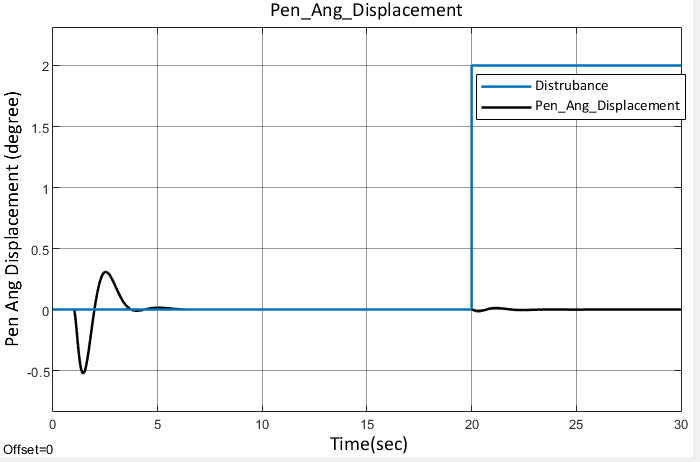 Pen_Ang_Displacement
Pen Ang Displacement (degree)
2
1.5
1
0.5
0
-0.5
Distrubance
Pen_Ang_Displacement
0
5
10
15
20
25
30
Time(sec)
Offset=0